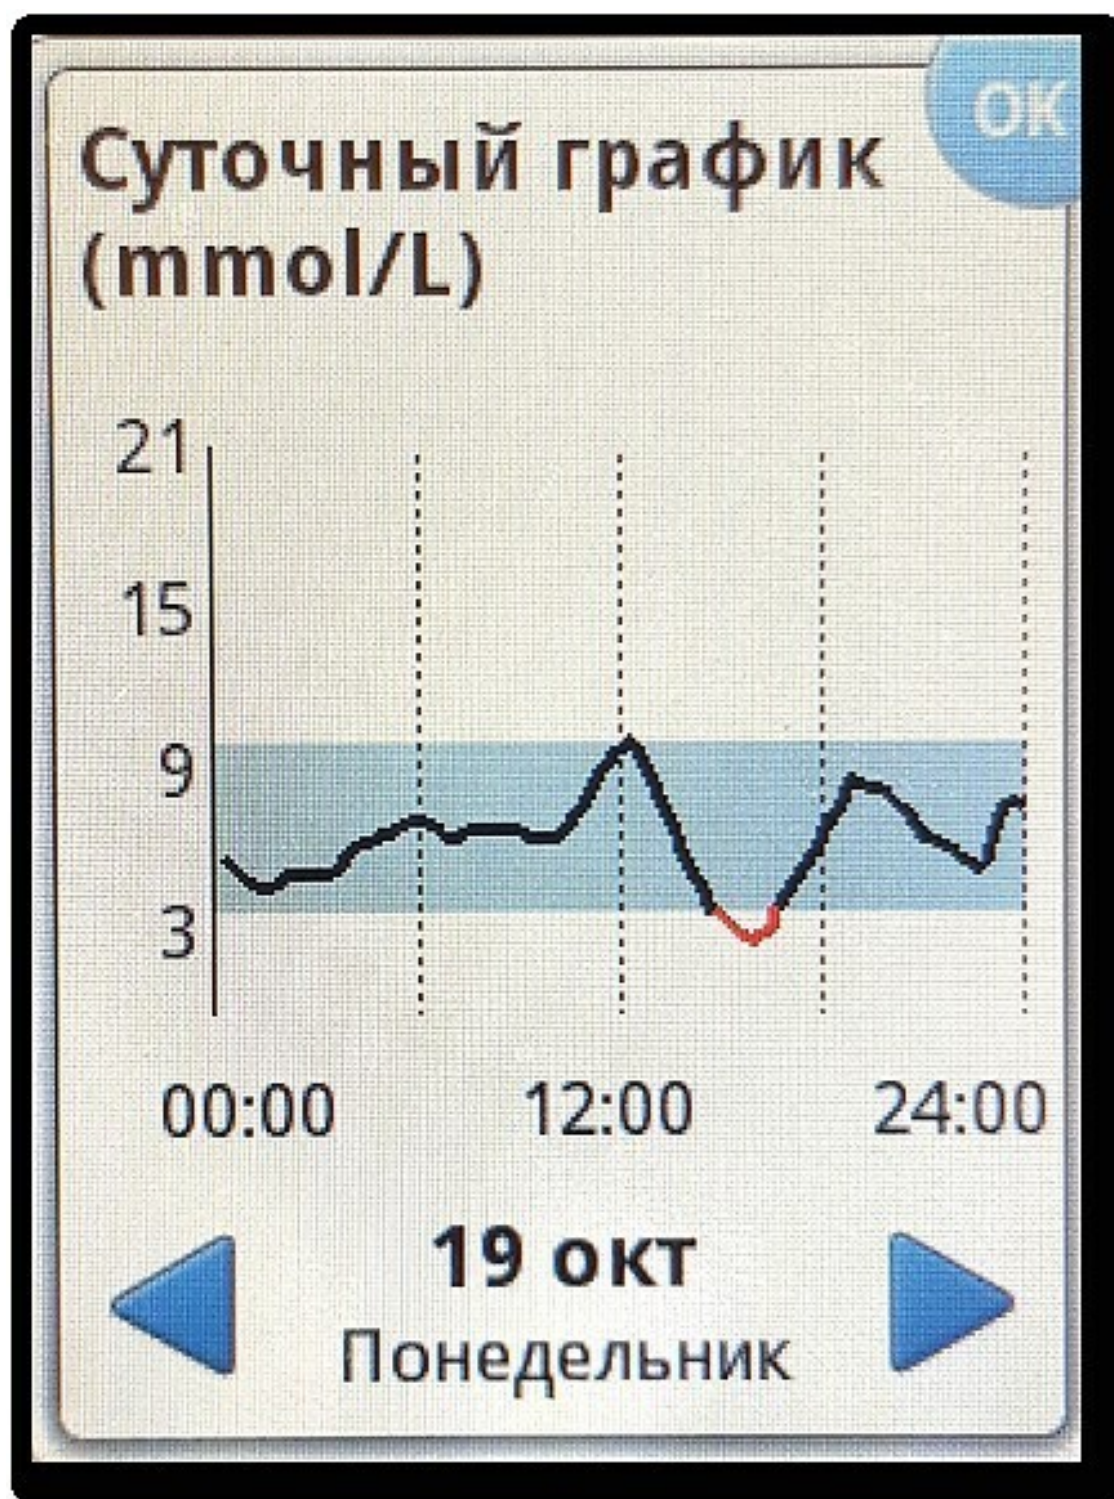 OK
Суточный график
(mmol/L)
21
15
9
3
00:00 12:00 24:00
19 окт
Понедельник